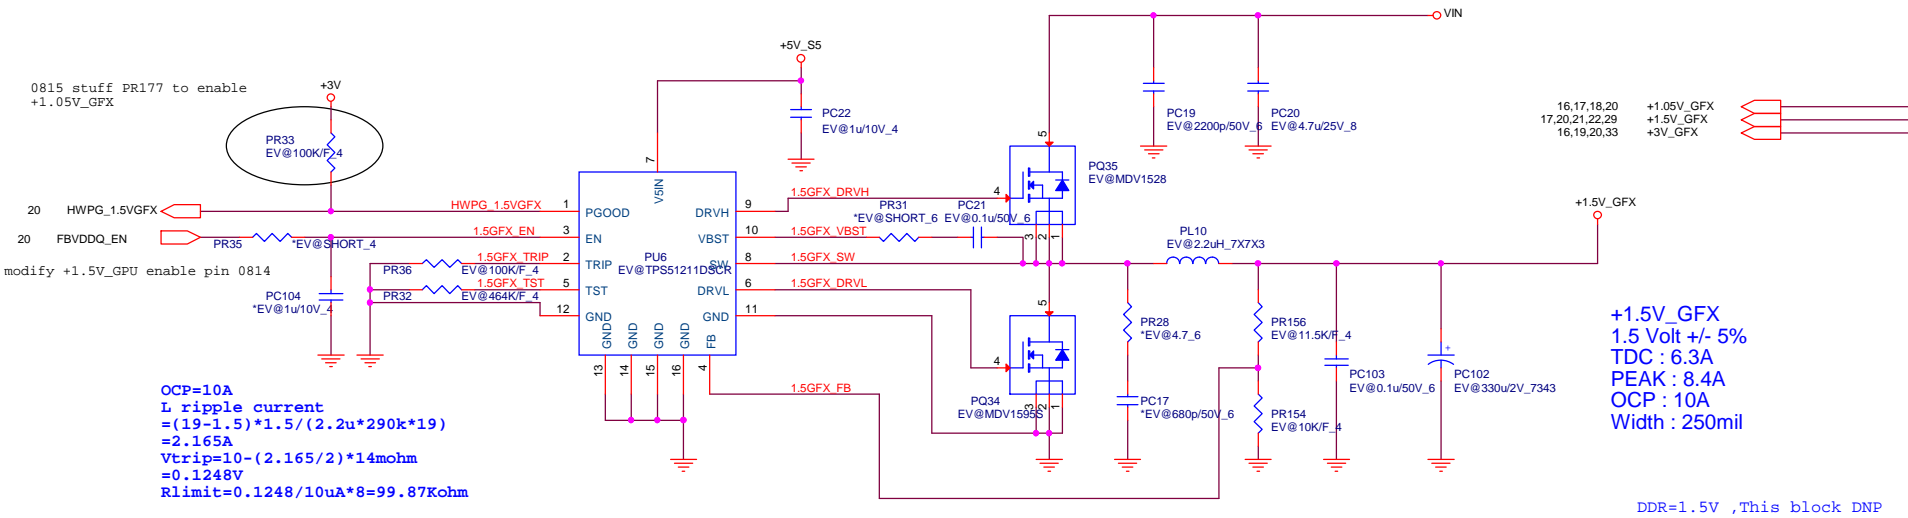 0815 stuff PR177 to enable
+1.05V_GFX
+3V
PR33
EV@100K/F_4
20 HWPG_1.5VGFX
20 FBVDDQ_EN
modify +1.5V_GPU enable pin 0814
PR35
*EV@SHORT_4
PC104
*EV@1u/10V_4
HWPG_1.5VGFX
1.5GFX_EN
1.5GFX_TRIP
PR36
EV@100K/F_4
1.5GFX_TST
PR32
EV@464K/F_4
+5V_S5
PC22
EV@1u/10V_4
7
V5IN
1
PGOOD
3
EN
2
TRIP
5
TST
12
GND
PU6
EV@TPS51211DSCR
DRVH
9
VBST
10
SW
8
DRVL
6
GND
11
GND
GND
GND
GND
FB
13
14
15
16
4
1.5GFX_DRVH
PR31
*EV@SHORT_6
PC21
EV@0.1u/50V_6
1.5GFX_VBST
1.5GFX_SW
1.5GFX_DRVL
1.5GFX_FB
VIN
PC19
EV@2200p/50V_6
PC20
EV@4.7u/25V_8
5
4
PQ35
EV@MDV1528
3
2
1
5
4
PQ34
EV@MDV1595S
3
2
1
PL10
EV@2.2uH_7X7X3
+1.5V_GFX
PR28
*EV@4.7_6
PC17
*EV@680p/50V_6
PR156
EV@11.5K/F_4
PR154
EV@10K/F_4
PC103
EV@0.1u/50V_6
+
PC102
EV@330u/2V_7343
16,17,18,20 +1.05V_GFX
17,20,21,22,29 +1.5V_GFX
16,19,20,33 +3V_GFX
+1.5V_GFX
1.5 Volt +/- 5%
TDC : 6.3A
PEAK : 8.4A
OCP : 10A
Width : 250mil
OCP=10A
L ripple current
=(19-1.5)*1.5/(2.2u*290k*19)
=2.165A
Vtrip=10-(2.165/2)*14mohm
=0.1248V
Rlimit=0.1248/10uA*8=99.87Kohm
DDR=1.5V ,This block DNP